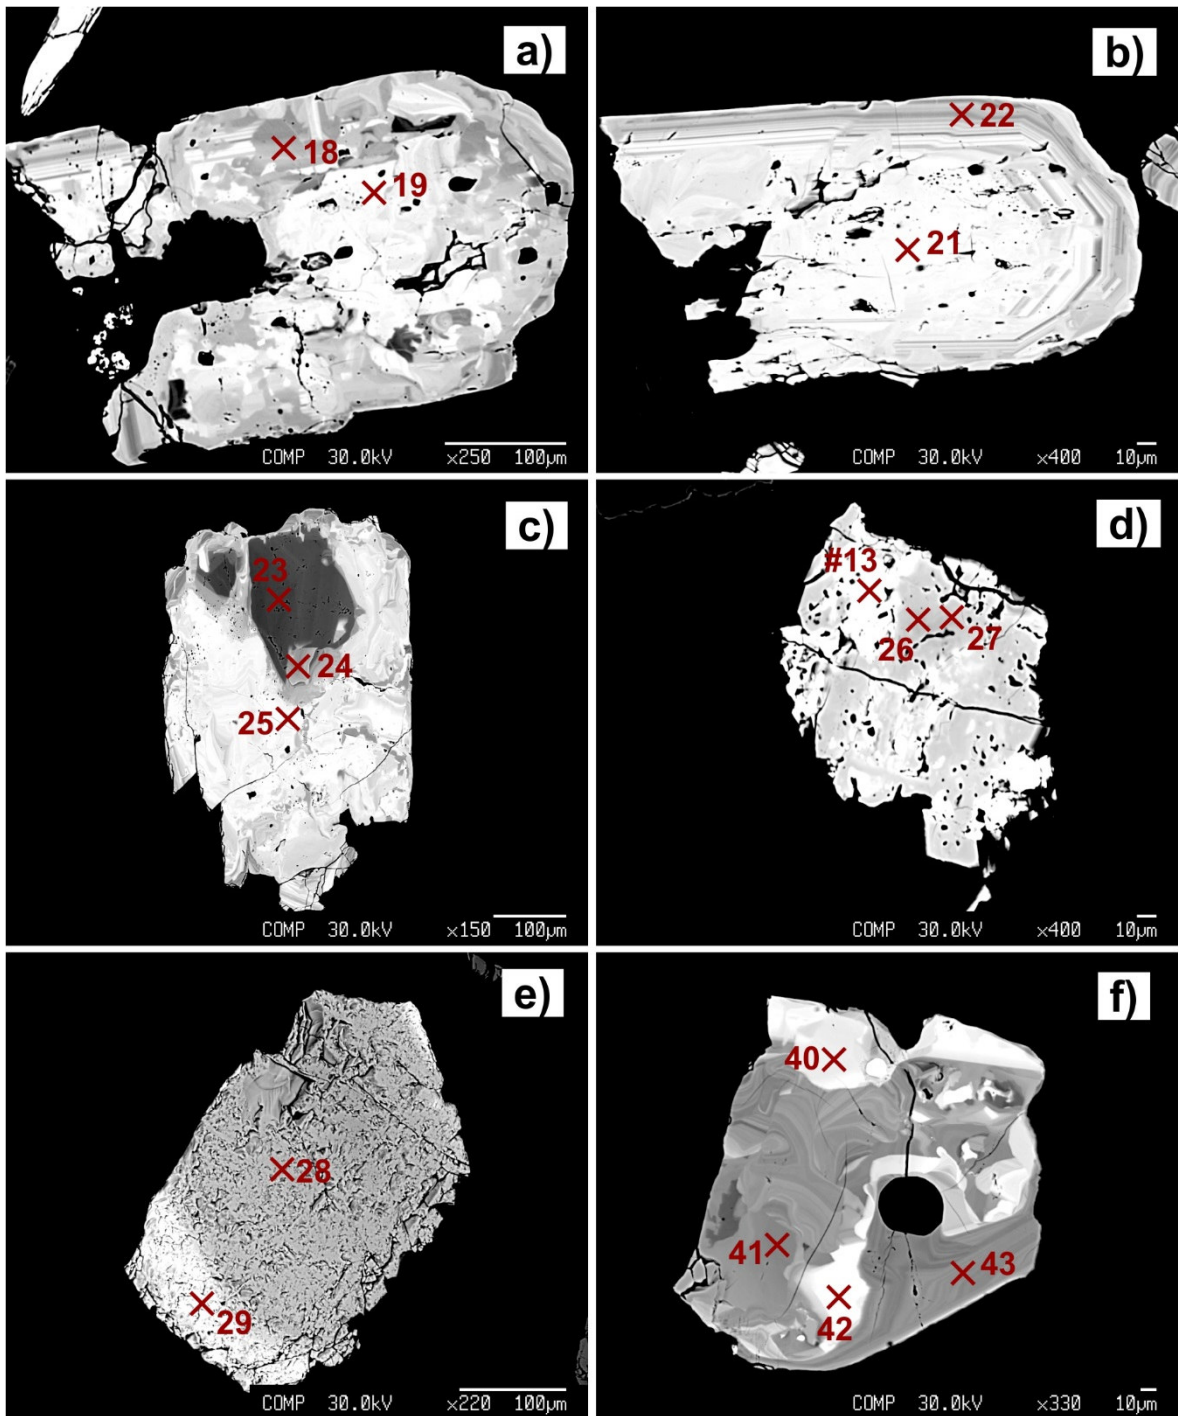 a)
18
19
COMP 30.0kV ×250 100µm
b)
22
21
COMP 30.0kV ×400 10µm
c)
23
24
25
COMP 30.0kV ×150 100µm
d)
#13
26
27
COMP 30.0kV ×400 10µm
e)
28
29
COMP 30.0kV ×220 100µm
f)
40
41
43
42
COMP 30.0kV ×330 10µm